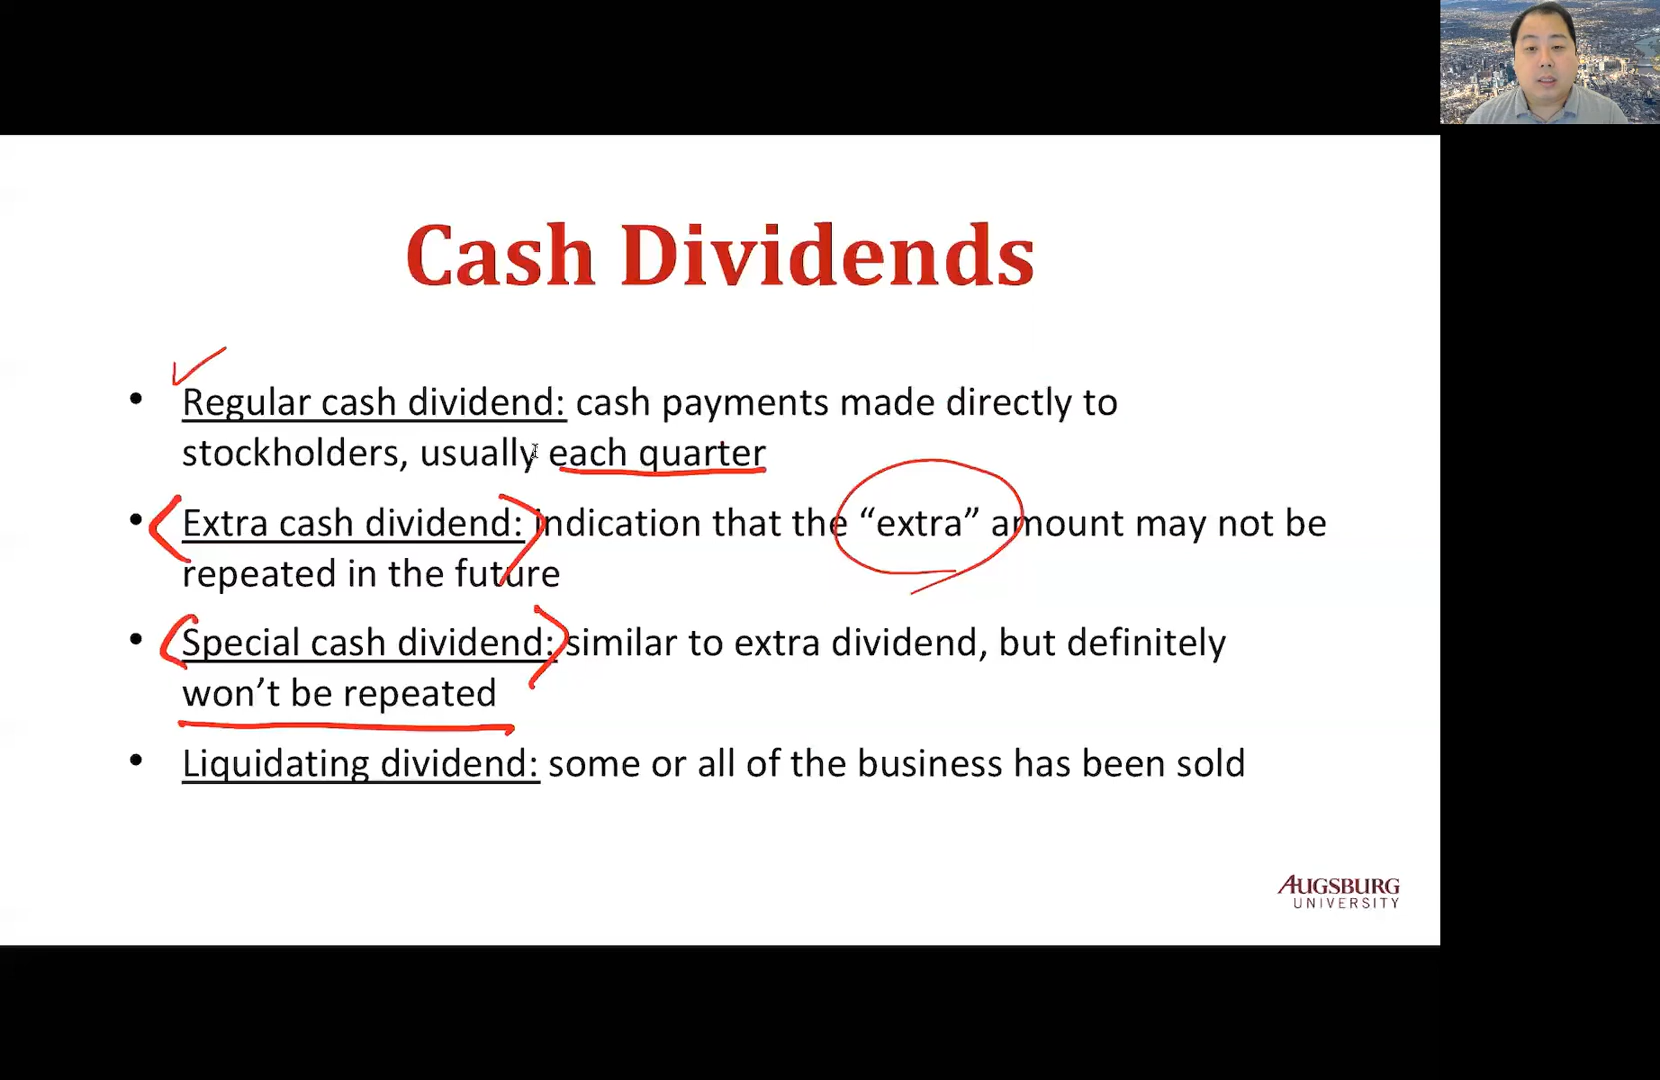 Cash Dividends
• Regular cash dividend: cash payments made directly to
stockholders, usually each quarter
• Extra cash dividend: indication that the “extra” amount may not be
repeated in the future
• Special cash dividend: similar to extra dividend, but definitely
won’t be repeated
• Liquidating dividend: some or all of the business has been sold
AUGSBURG
UNIVERSITY